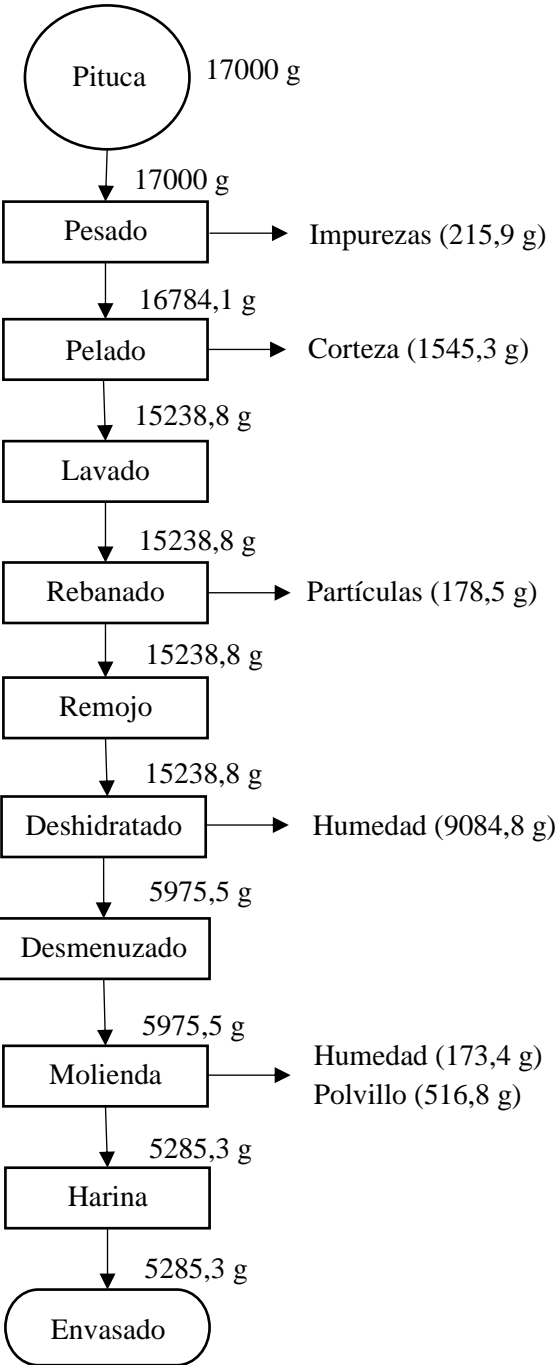 Pituca
17000 g
17000 g
Pesado
Impurezas (215,9 g)
16784,1 g
Pelado
Corteza (1545,3 g)
15238,8 g
Lavado
15238,8 g
Rebanado
Partículas (178,5 g)
15238,8 g
Remojo
15238,8 g
Deshidratado
Humedad (9084,8 g)
5975,5 g
Desmenuzado
5975,5 g
Molienda
Humedad (173,4 g)
Polvillo (516,8 g)
5285,3 g
Harina
5285,3 g
Envasado